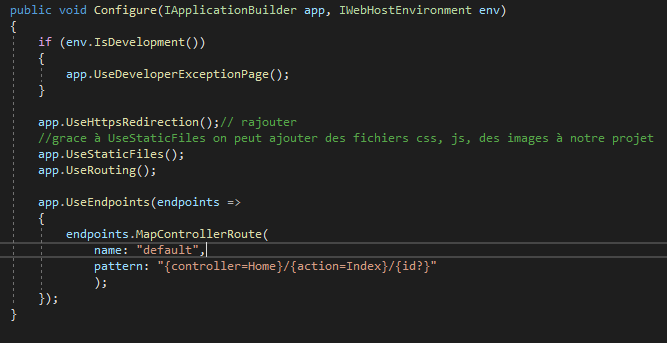 public void Configure(IApplicationBuilder app, IWebHostEnvironment env)
{
if (env.IsDevelopment())
{
app.UseDeveloperExceptionPage();
}
app.UseHttpsRedirection();// rajouter
//grace à UseStaticFiles on peut ajouter des fichiers css, js, des images à notre projet
app.UseStaticFiles();
app.UseRouting();
app.UseEndpoints(endpoints =>
{
endpoints.MapControllerRoute(
name: "default",
pattern: "{controller=Home}/{action=Index}/{id?}"
);
});
}